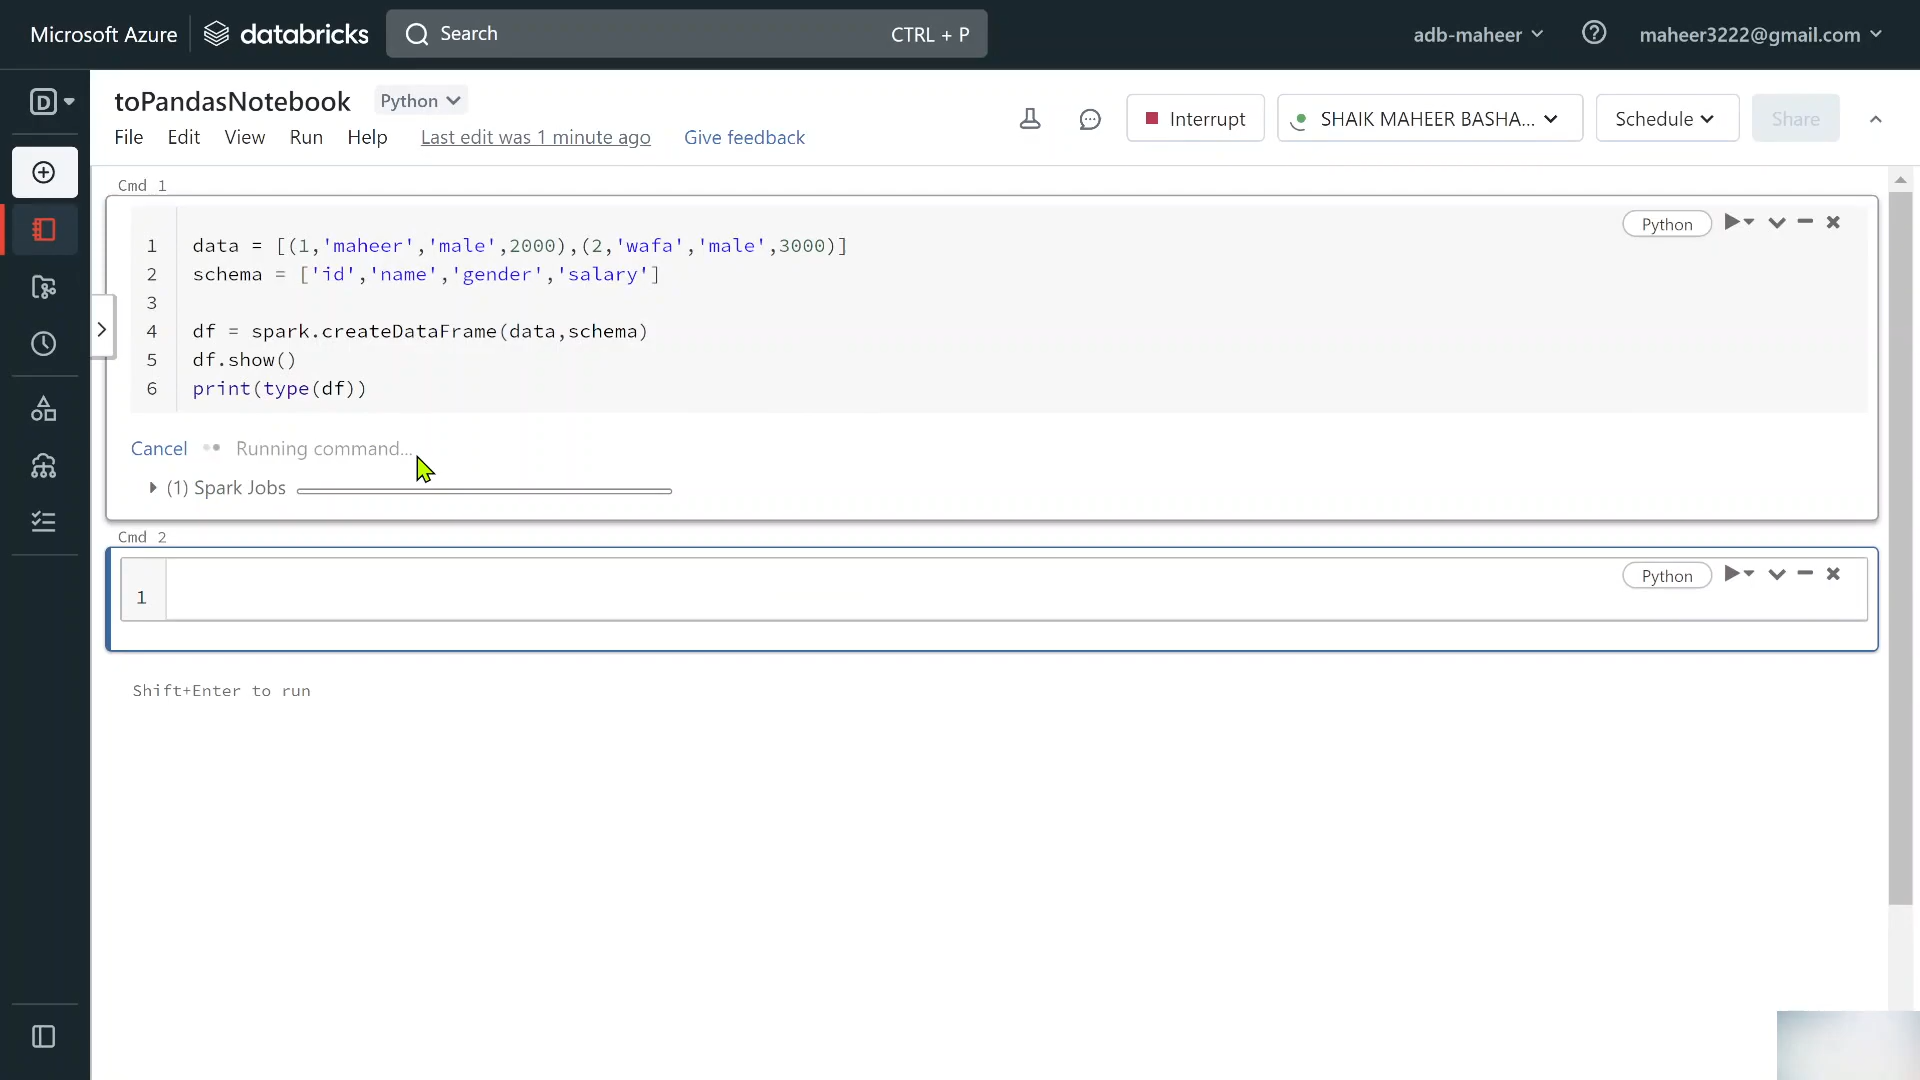 Microsoft Azure databricks Search CTRL + P adb-maheer maheer3222@gmail.com
toPandasNotebook Python
File Edit View Run Help Last edit was 1 minute ago Give feedback
Interrupt SHAIK MAHEER BASHA... Schedule Share
Cmd 1
Python
1 data = [(1,'maheer','male',2000),(2,'wafa','male',3000)]
2 schema = ['id','name','gender','salary']
3
4 df = spark.createDataFrame(data,schema)
5 df.show()
6 print(type(df))
Cancel Running command...
(1) Spark Jobs
Cmd 2
Python
1
Shift+Enter to run